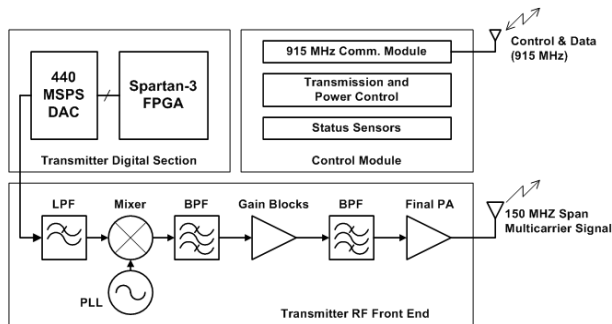 440
MSPS
DAC
Spartan-3
FPGA
Transmitter Digital Section
915 MHz Comm. Module
Transmission and
Power Control
Status Sensors
Control Module
Control & Data
(915 MHz)
LPF
Mixer
BPF
Gain Blocks
BPF
Final PA
PLL
Transmitter RF Front End
150 MHZ Span
Multicarrier Signal